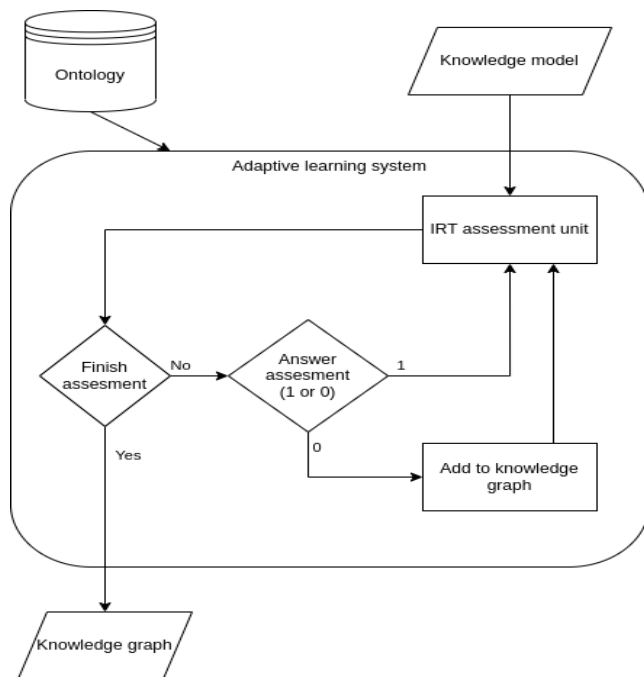 Ontology
Knowledge model
Adaptive learning system
IRT assessment unit
Finish
assesment
No
Answer
assesment
(1 or 0)
1
0
Yes
Add to knowledge
graph
Knowledge graph